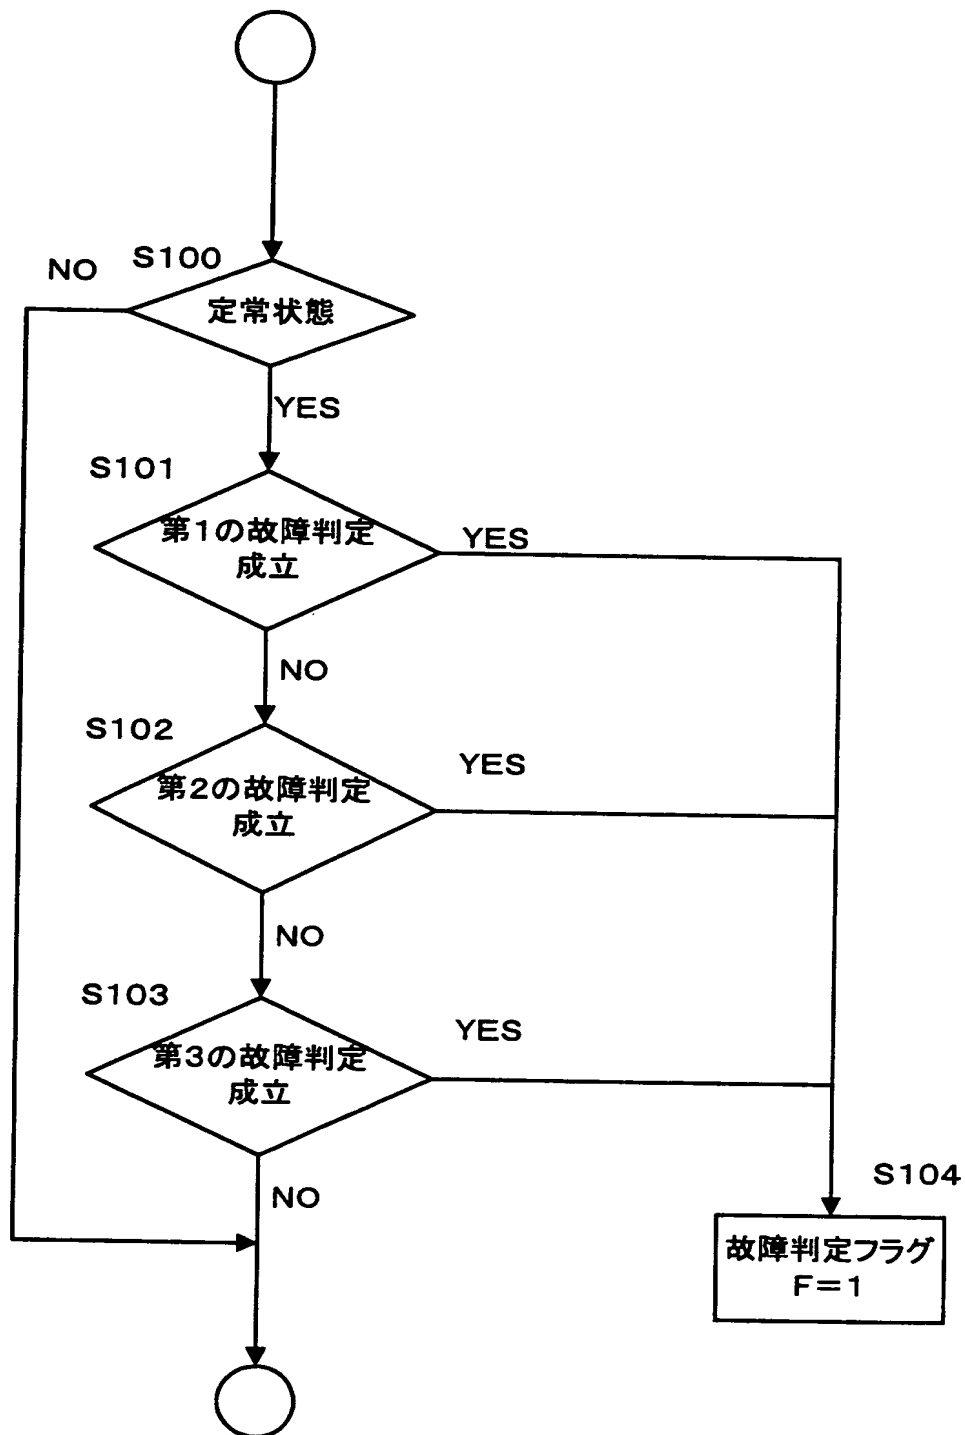 S100
NO
定常状態
YES
S101
第1の故障判定
成立
YES
NO
S102
第2の故障判定
成立
YES
NO
S103
第3の故障判定
成立
YES
NO
S104
故障判定フラグ
F=1